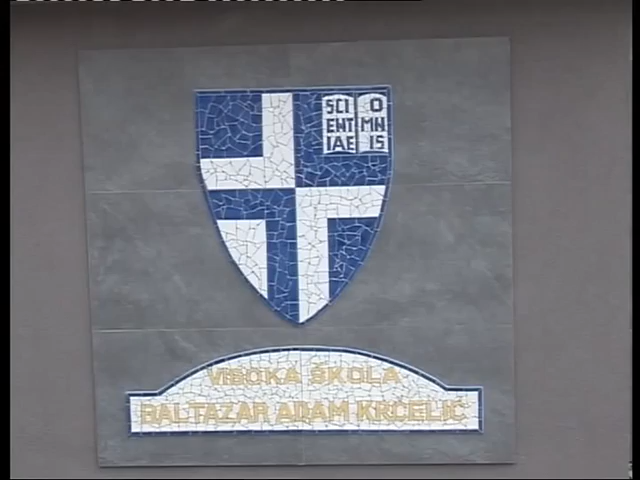 SCI
ENT
IAE
O
MN
IS
VISOKA ŠKOLA
BALTAZAR ADAM KRČELIĆ